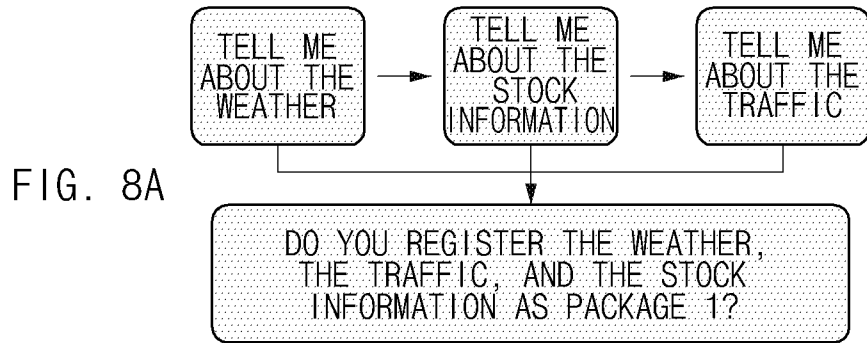 TELL ME
ABOUT THE
WEATHER
TELL ME
ABOUT THE
STOCK
INFORMATION
TELL ME
ABOUT THE
TRAFFIC
FIG. 8A
DO YOU REGISTER THE WEATHER,
THE TRAFFIC, AND THE STOCK
INFORMATION AS PACKAGE 1?